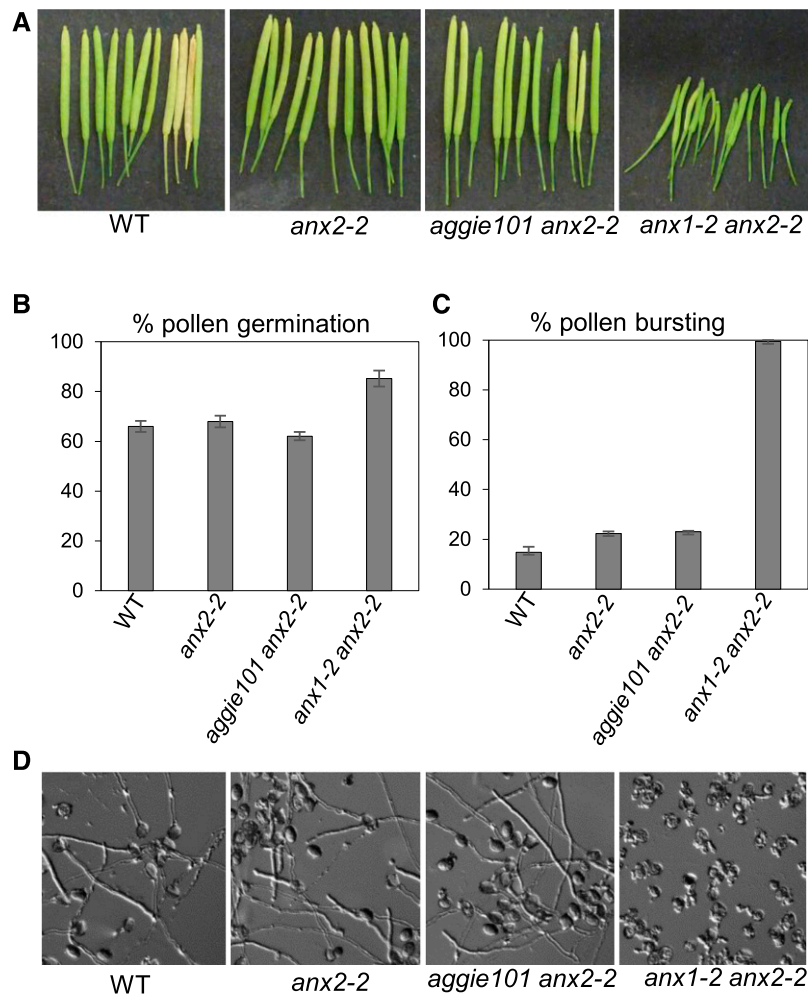 A
WT
anx2-2
aggie101 anx2-2
anx1-2 anx2-2
B
% pollen germination
100
80
60
40
20
0
WT
anx2-2
aggie101 anx2-2
anx1-2 anx2-2
C
% pollen bursting
100
80
60
40
20
0
WT
anx2-2
aggie101 anx2-2
anx1-2 anx2-2
D
WT
anx2-2
aggie101 anx2-2
anx1-2 anx2-2